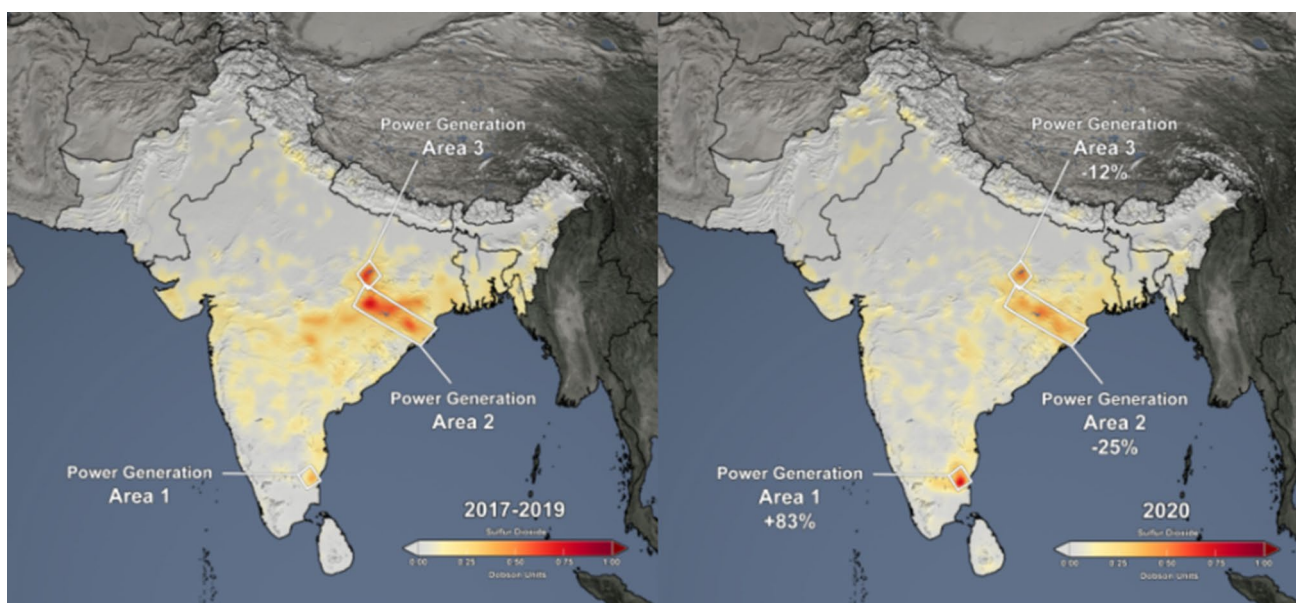 Power Generation
Area 3
Power Generation
Area 2
Power Generation
Area 1
2017-2019
Sulfur Dioxide
0.00 0.25 0.50 0.75 1.00
Dobson Units
Power Generation
Area 3
-12%
Power Generation
Area 2
-25%
Power Generation
Area 1
+83%
2020
Sulfur Dioxide
0.00 0.25 0.50 0.75 1.00
Dobson Units